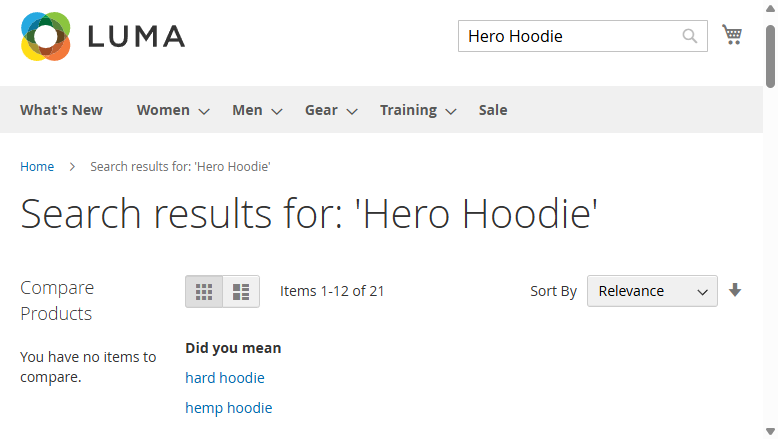 LUMA
Hero Hoodie
What's New
Women
Men
Gear
Training
Sale
Home
Search results for: 'Hero Hoodie'
Search results for: 'Hero Hoodie'
Compare
Products
You have no items to
compare.
Items 1-12 of 21
Sort By
Relevance
Did you mean
hard hoodie
hemp hoodie